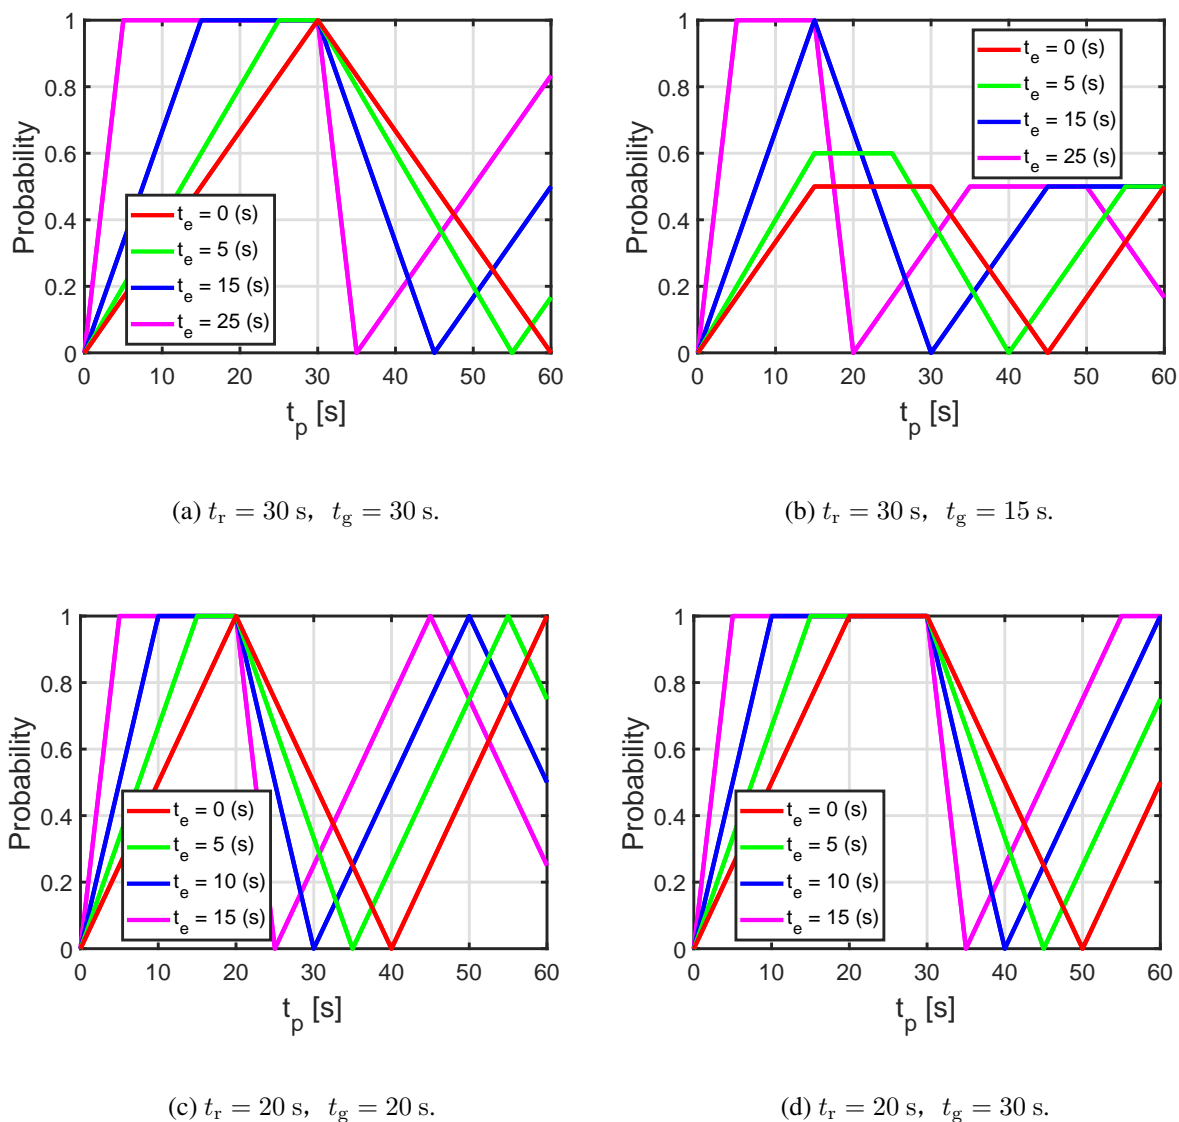 1
0.8
0.6
0.4
0.2
0
Probability
t_e = 0 (s)
t_e = 5 (s)
t_e = 15 (s)
t_e = 25 (s)
0 10 20 30 40 50 60
t_p [s]
(a) t_r = 30 s, t_g = 30 s.
1
0.8
0.6
0.4
0.2
0
Probability
t_e = 0 (s)
t_e = 5 (s)
t_e = 15 (s)
t_e = 25 (s)
0 10 20 30 40 50 60
t_p [s]
(b) t_r = 30 s, t_g = 15 s.
1
0.8
0.6
0.4
0.2
0
Probability
t_e = 0 (s)
t_e = 5 (s)
t_e = 10 (s)
t_e = 15 (s)
0 10 20 30 40 50 60
t_p [s]
(c) t_r = 20 s, t_g = 20 s.
1
0.8
0.6
0.4
0.2
0
Probability
t_e = 0 (s)
t_e = 5 (s)
t_e = 10 (s)
t_e = 15 (s)
0 10 20 30 40 50 60
t_p [s]
(d) t_r = 20 s, t_g = 30 s.